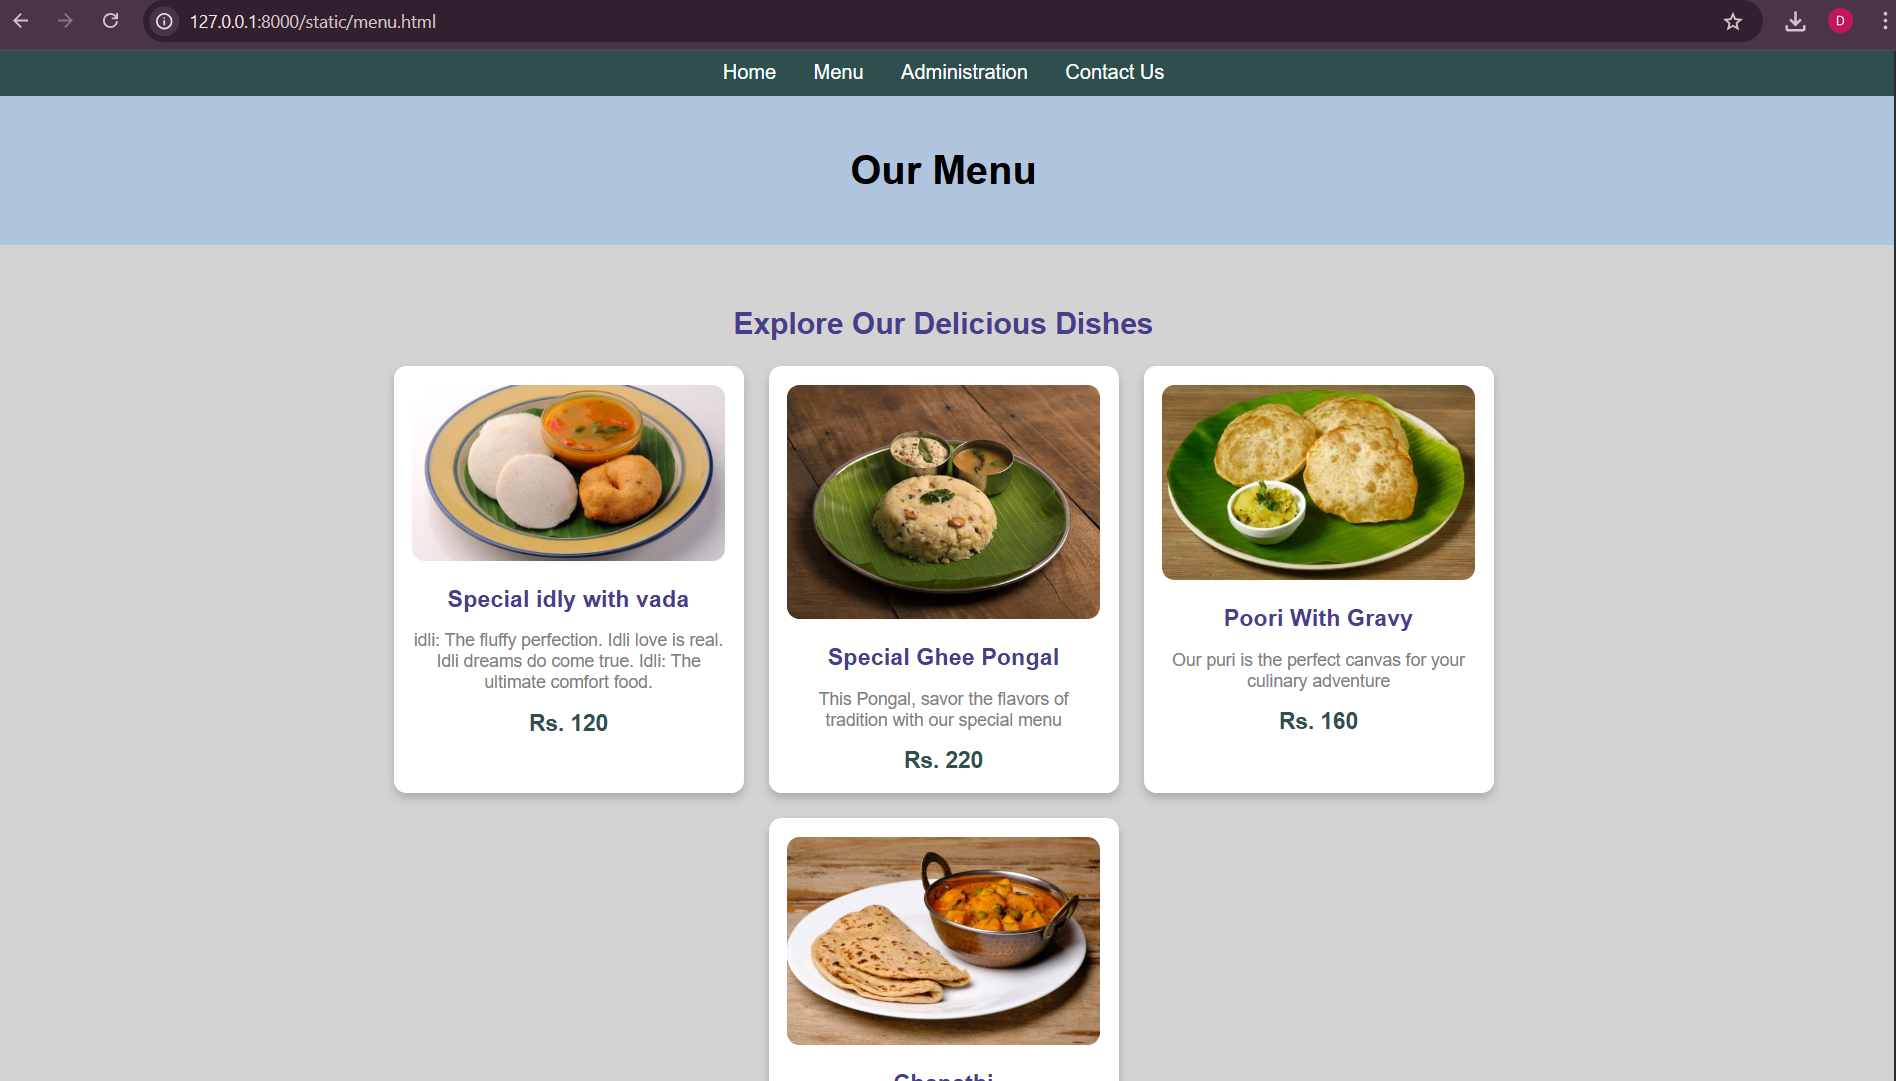 127.0.0.1:8000/static/menu.html
D
Home Menu Administration Contact Us
Our Menu
Explore Our Delicious Dishes
Special idly with vada
idli: The fluffy perfection. Idli love is real.
Idli dreams do come true. Idli: The
ultimate comfort food.
Rs. 120
Special Ghee Pongal
This Pongal, savor the flavors of
tradition with our special menu
Rs. 220
Poori With Gravy
Our puri is the perfect canvas for your
culinary adventure
Rs. 160